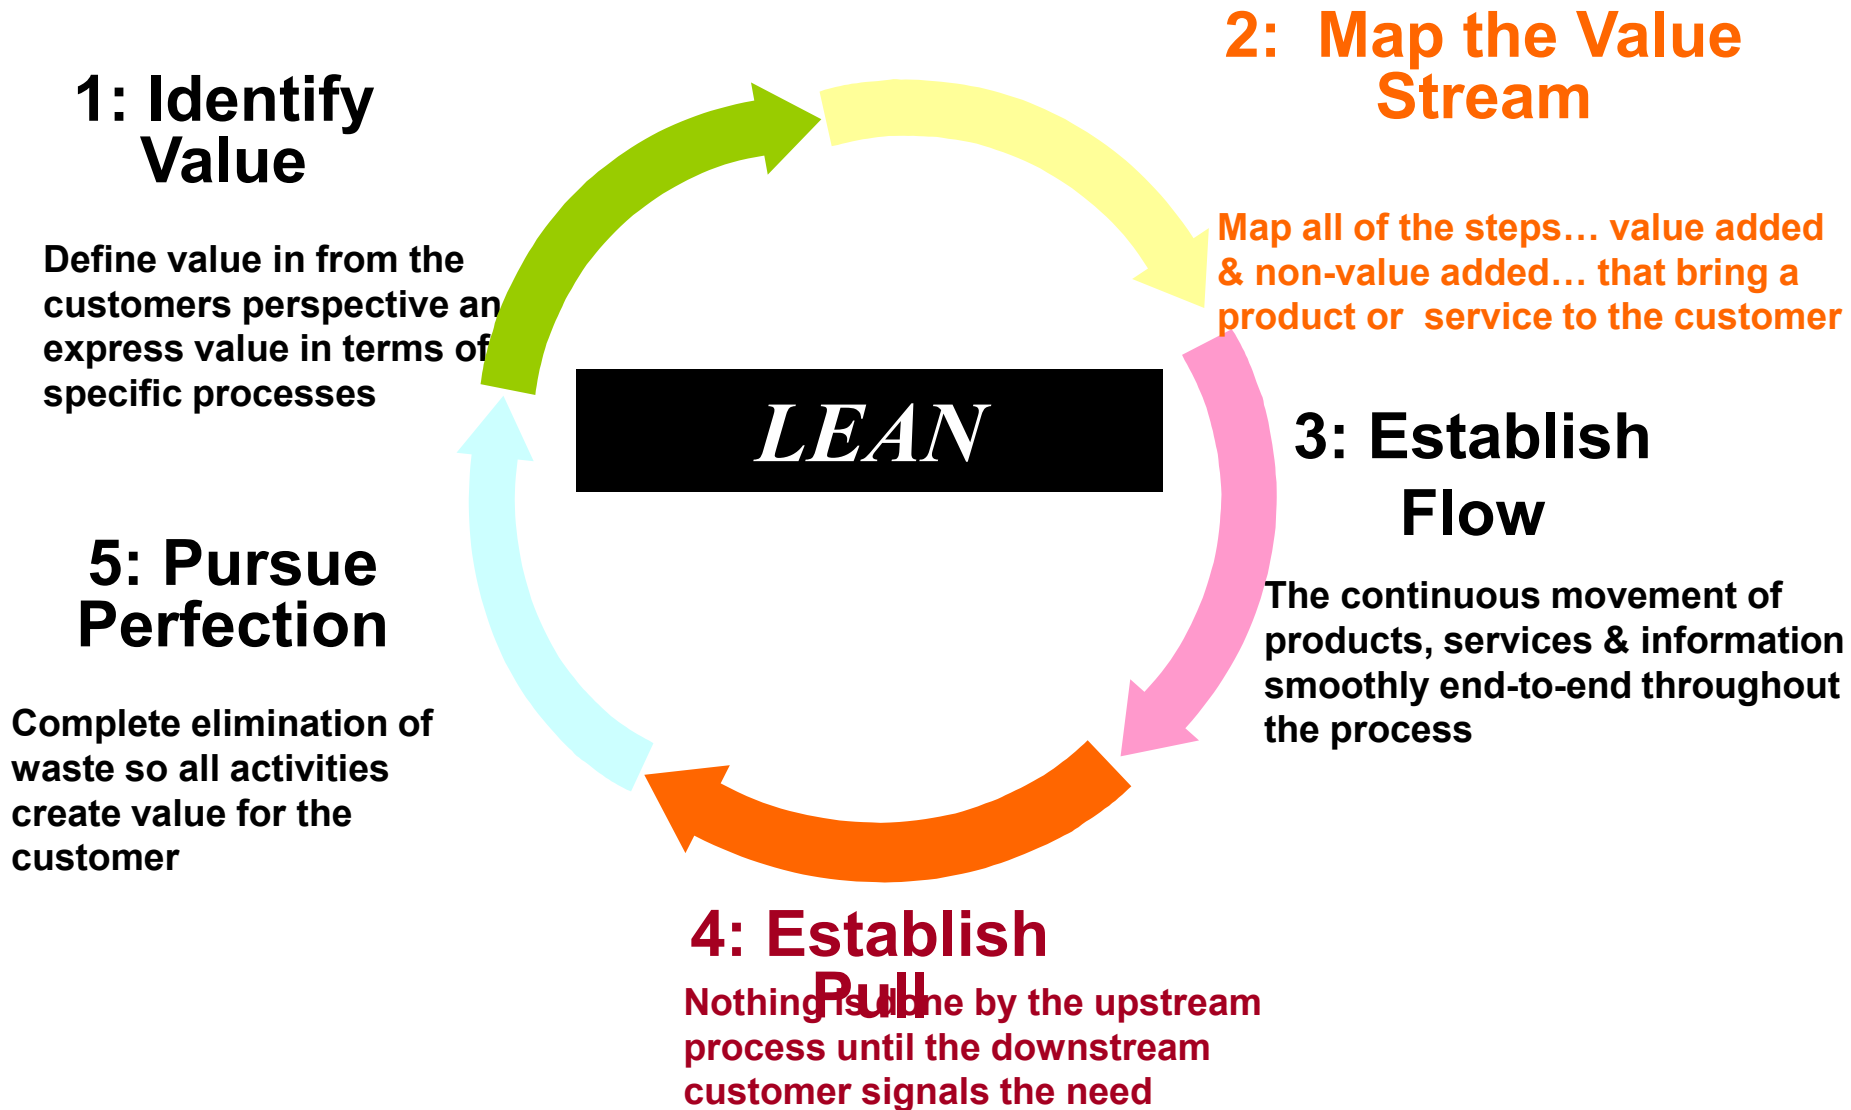 1: Identify
Value
Define value in from the
customers perspective an
express value in terms of
specific processes
2: Map the Value
Stream
Map all of the steps… value added
& non-value added… that bring a
product or service to the customer
LEAN
3: Establish
Flow
The continuous movement of
products, services & information
smoothly end-to-end throughout
the process
4: Establish
Pull
Nothing is done by the upstream
process until the downstream
customer signals the need
5: Pursue
Perfection
Complete elimination of
waste so all activities
create value for the
customer